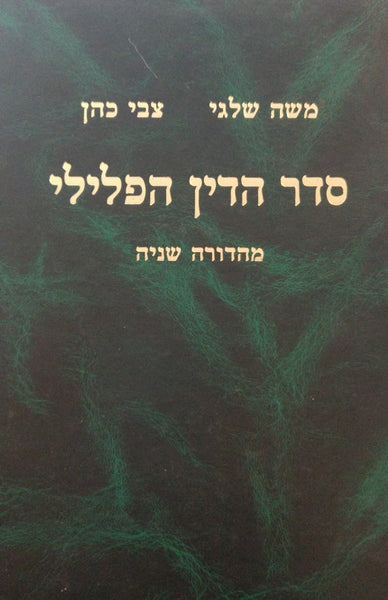 משה שלגי צבי כהן
סדר הדין הפלילי
מהדורה שניה